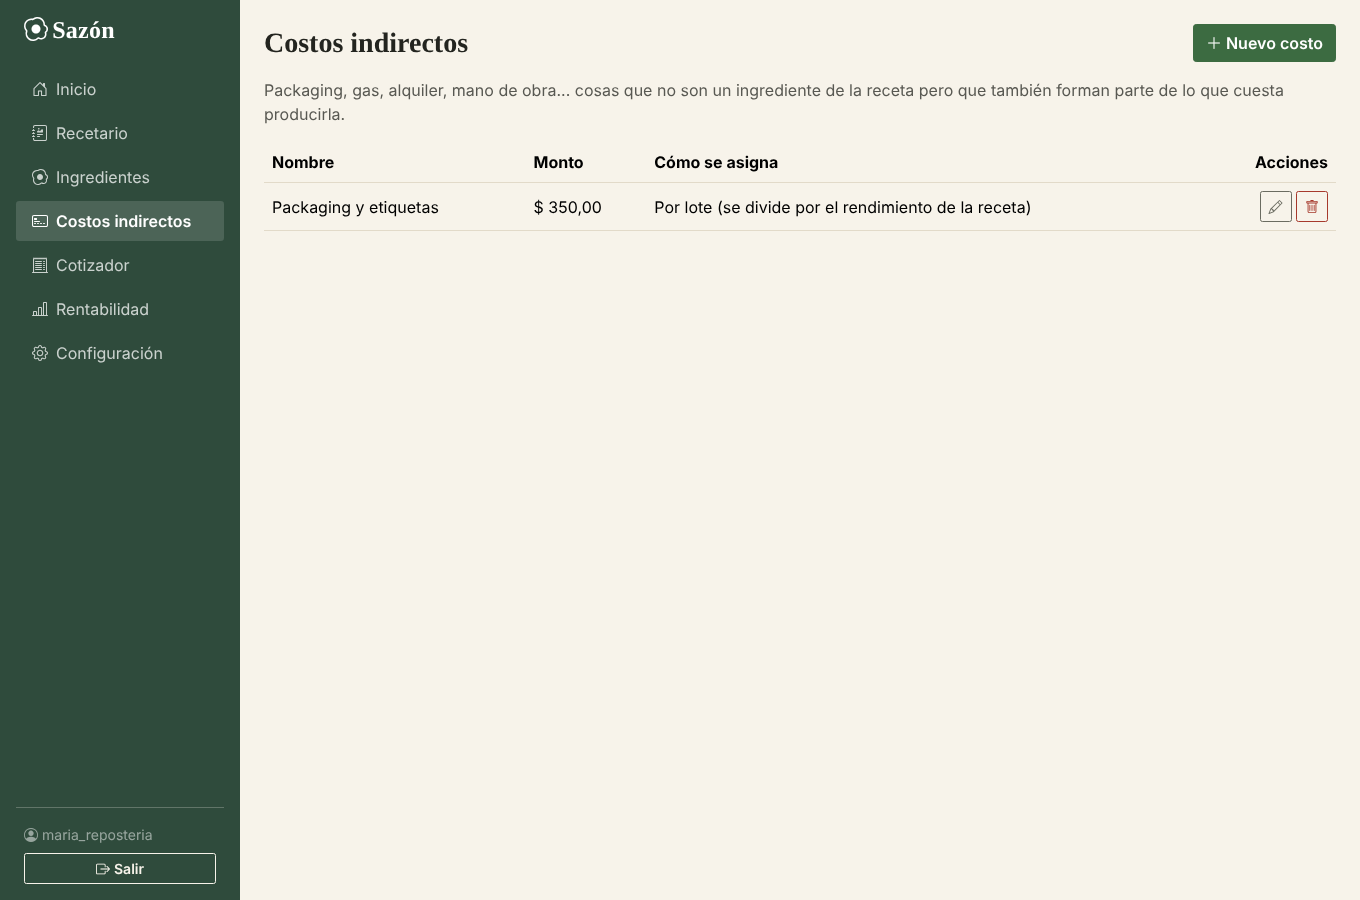 Sazón
Inicio
Recetario
Ingredientes
Costos indirectos
Cotizador
Rentabilidad
Configuración
maria_reposteria
Salir
Costos indirectos
Nuevo costo
Packaging, gas, alquiler, mano de obra... cosas que no son un ingrediente de la receta pero que también forman parte de lo que cuesta
producirla.
Nombre Monto Cómo se asigna Acciones
Packaging y etiquetas $ 350,00 Por lote (se divide por el rendimiento de la receta)